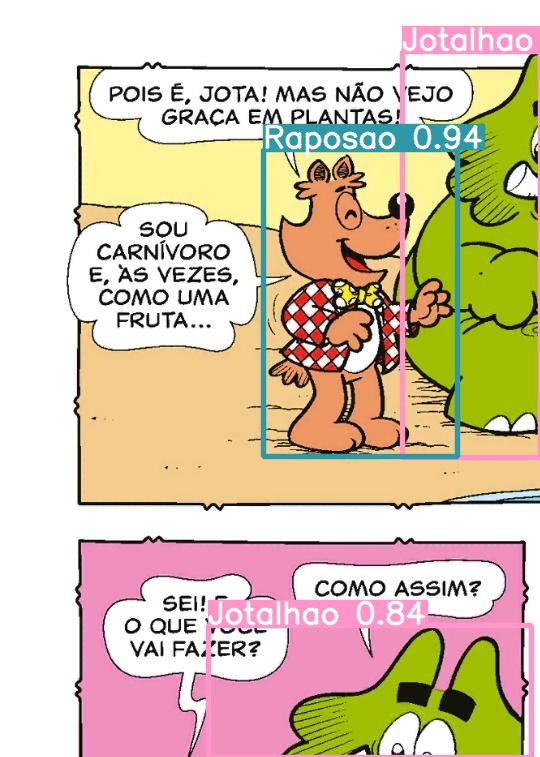 Jotalhao
POIS É, JOTA! MAS NÃO VEJO
GRAÇA EM PLANTAS!
Raposao 0.94
SOU
CARNÍVORO
E, ÀS VEZES,
COMO UMA
FRUTA...
COMO ASSIM?
SEI! E
O QUE VOCÊ
VAI FAZER?
Jotalhao 0.84